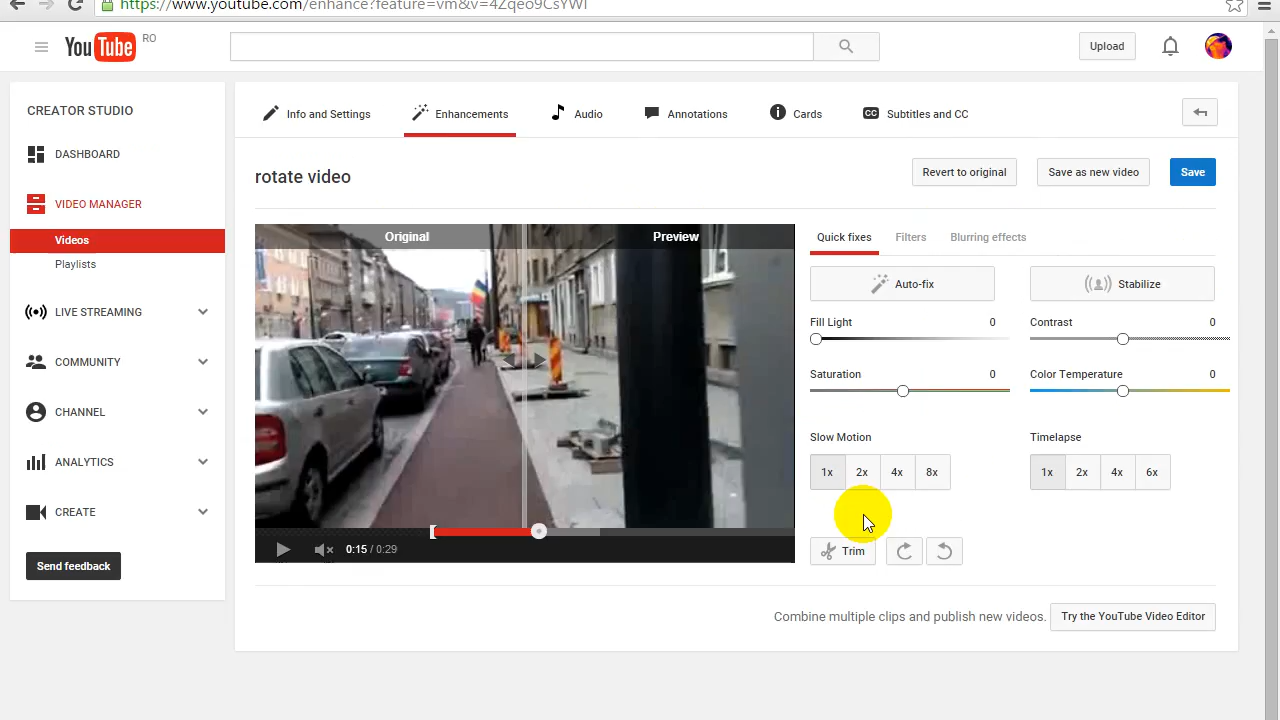 https://www.youtube.com/enhance?feature=vm&v=4Zqeo9CsYWI
YouTube RO
Upload
CREATOR STUDIO
DASHBOARD
VIDEO MANAGER
Videos
Playlists
LIVE STREAMING
COMMUNITY
CHANNEL
ANALYTICS
CREATE
Send feedback
Info and Settings
Enhancements
Audio
Annotations
Cards
CC Subtitles and CC
rotate video
Revert to original
Save as new video
Save
Original
Preview
0:15 / 0:29
Quick fixes
Filters
Blurring effects
Auto-fix
Stabilize
Fill Light 0
Contrast 0
Saturation 0
Color Temperature 0
Slow Motion
Timelapse
1x 2x 4x 8x
1x 2x 4x 6x
Trim
Combine multiple clips and publish new videos. Try the YouTube Video Editor